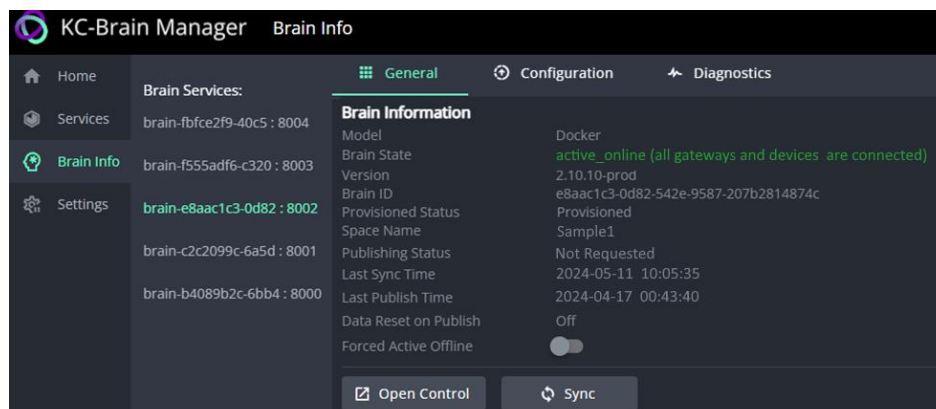 KC-Brain Manager Brain Info
Home
Services
Brain Info
Settings
Brain Services:
brain-fbfce2f9-40c5 : 8004
brain-f555adf6-c320 : 8003
brain-e8aac1c3-0d82 : 8002
brain-c2c2099c-6a5d : 8001
brain-b4089b2c-6bb4 : 8000
General Configuration Diagnostics
Brain Information
Model Docker
Brain State active_online (all gateways and devices are connected)
Version 2.10.10-prod
Brain ID e8aac1c3-0d82-542e-9587-207b2814874c
Provisioned Status Provisioned
Space Name Sample1
Publishing Status Not Requested
Last Sync Time 2024-05-11 10:05:35
Last Publish Time 2024-04-17 00:43:40
Data Reset on Publish Off
Forced Active Offline
Open Control Sync